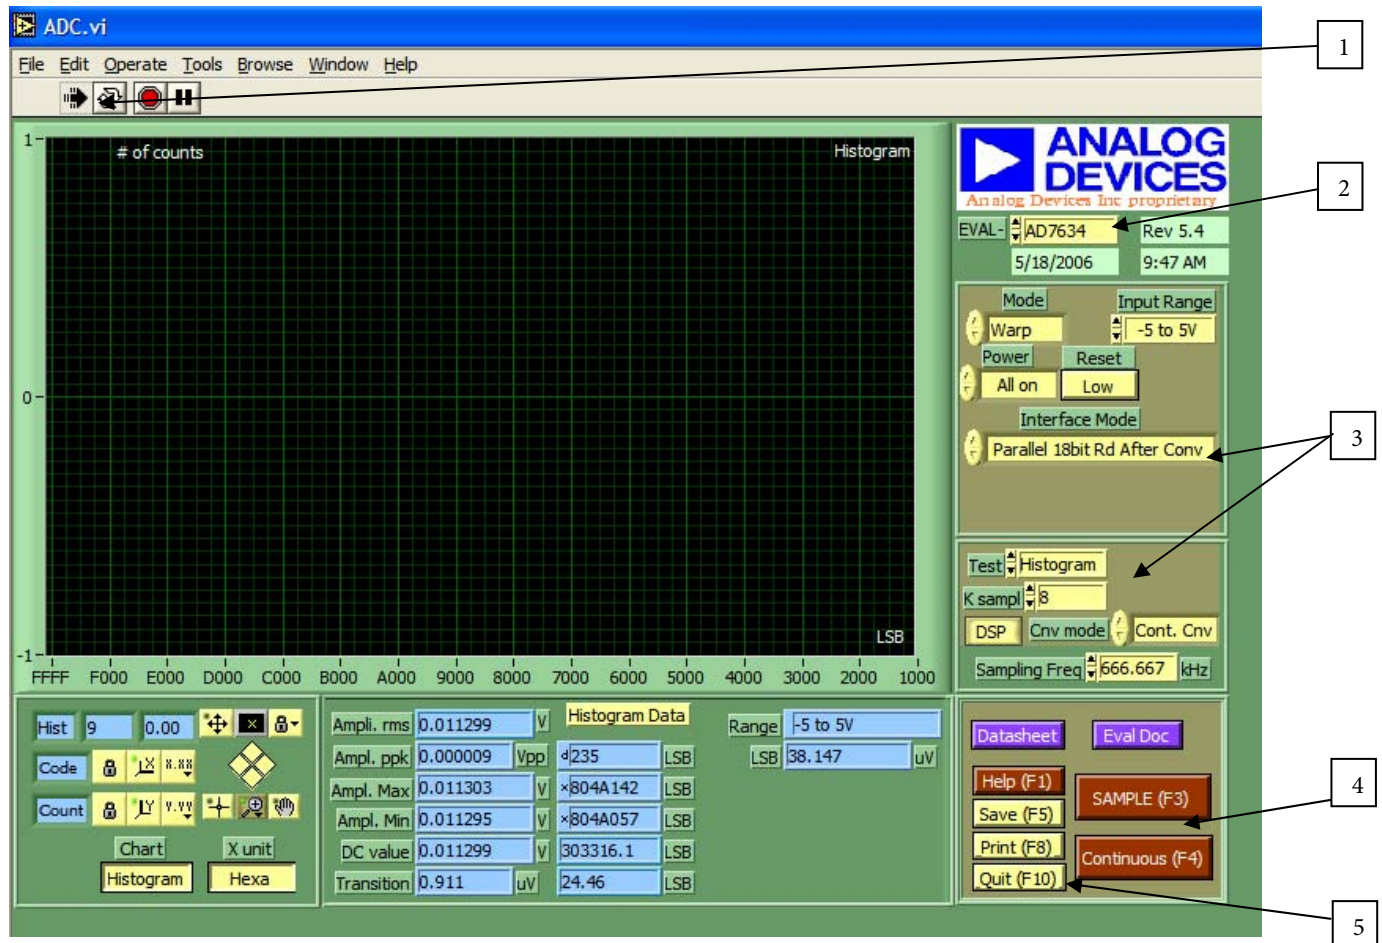 ADC.vi
1
File Edit Operate Tools Browse Window Help
1
# of counts
Histogram
0
-1
LSB
FFFF F000 E000 D000 C000 B000 A000 9000 8000 7000 6000 5000 4000 3000 2000 1000
ANALOG
DEVICES
Analog Devices Inc proprietary
2
EVAL- AD7634 Rev 5.4
5/18/2006 9:47 AM
Mode Input Range
Warp -5 to 5V
Power Reset
All on Low
Interface Mode
Parallel 18bit Rd After Conv
3
Test Histogram
K sampl 8
DSP Cnv mode Cont. Cnv
Sampling Freq 666.667 kHz
Hist 9 0.00
Code X 8.88
Count Y Y.YY
Chart X unit
Histogram Hexa
Histogram Data
Ampli. rms 0.011299 V
Ampl. ppk 0.000009 Vpp d235 LSB
Ampl. Max 0.011303 V x804A142 LSB
Ampl. Min 0.011295 V x804A057 LSB
DC value 0.011299 V 303316.1 LSB
Transition 0.911 uV 24.46 LSB
Range -5 to 5V
LSB 38.147 uV
Datasheet Eval Doc
Help (F1)
Save (F5)
Print (F8)
Quit (F10)
SAMPLE (F3)
Continuous (F4)
4
5